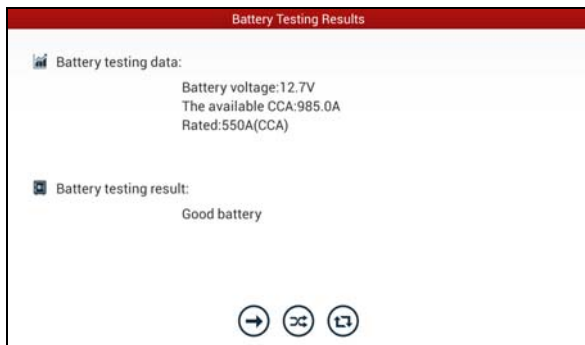 Battery Testing Results
Battery testing data:
Battery voltage:12.7V
The available CCA:985.0A
Rated:550A(CCA)
Battery testing result:
Good battery